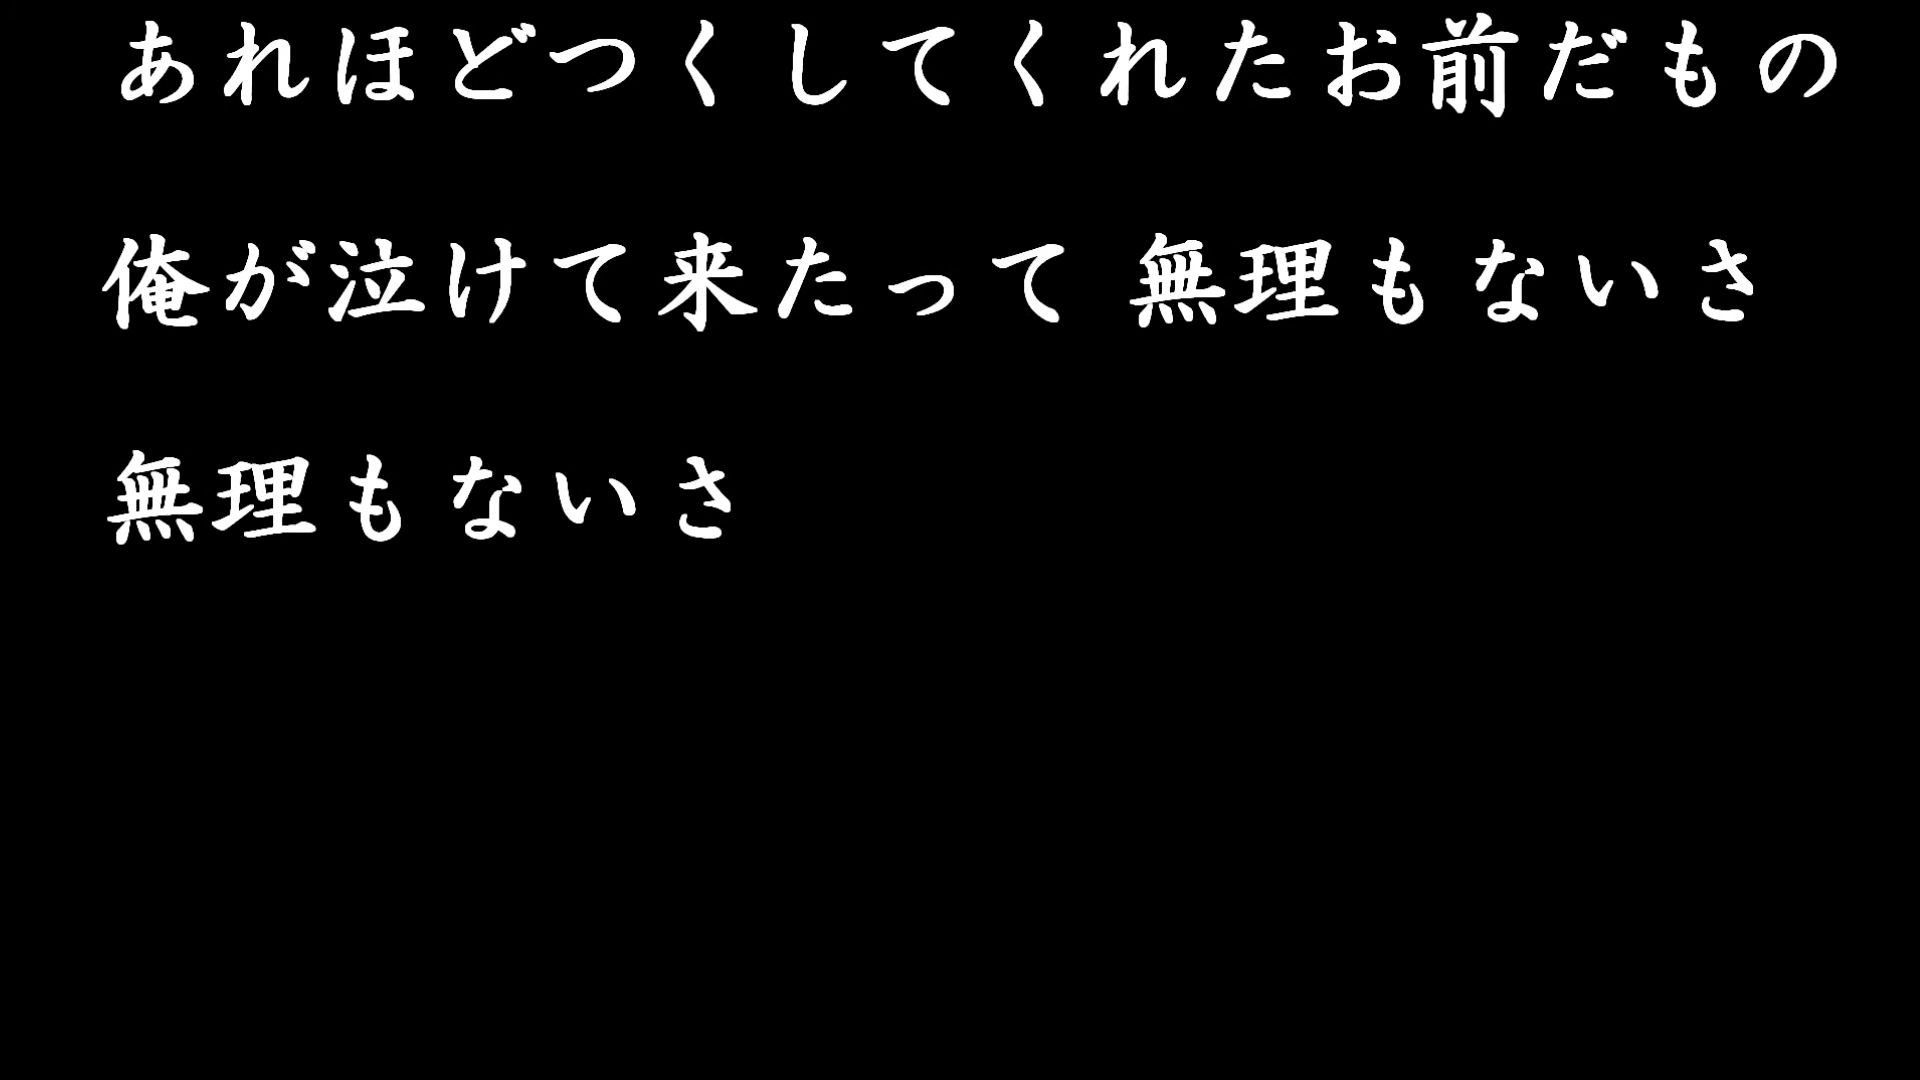 あれほどつくしてくれたお前だもの
俺が泣けて来たって 無理もないさ
無理もないさ